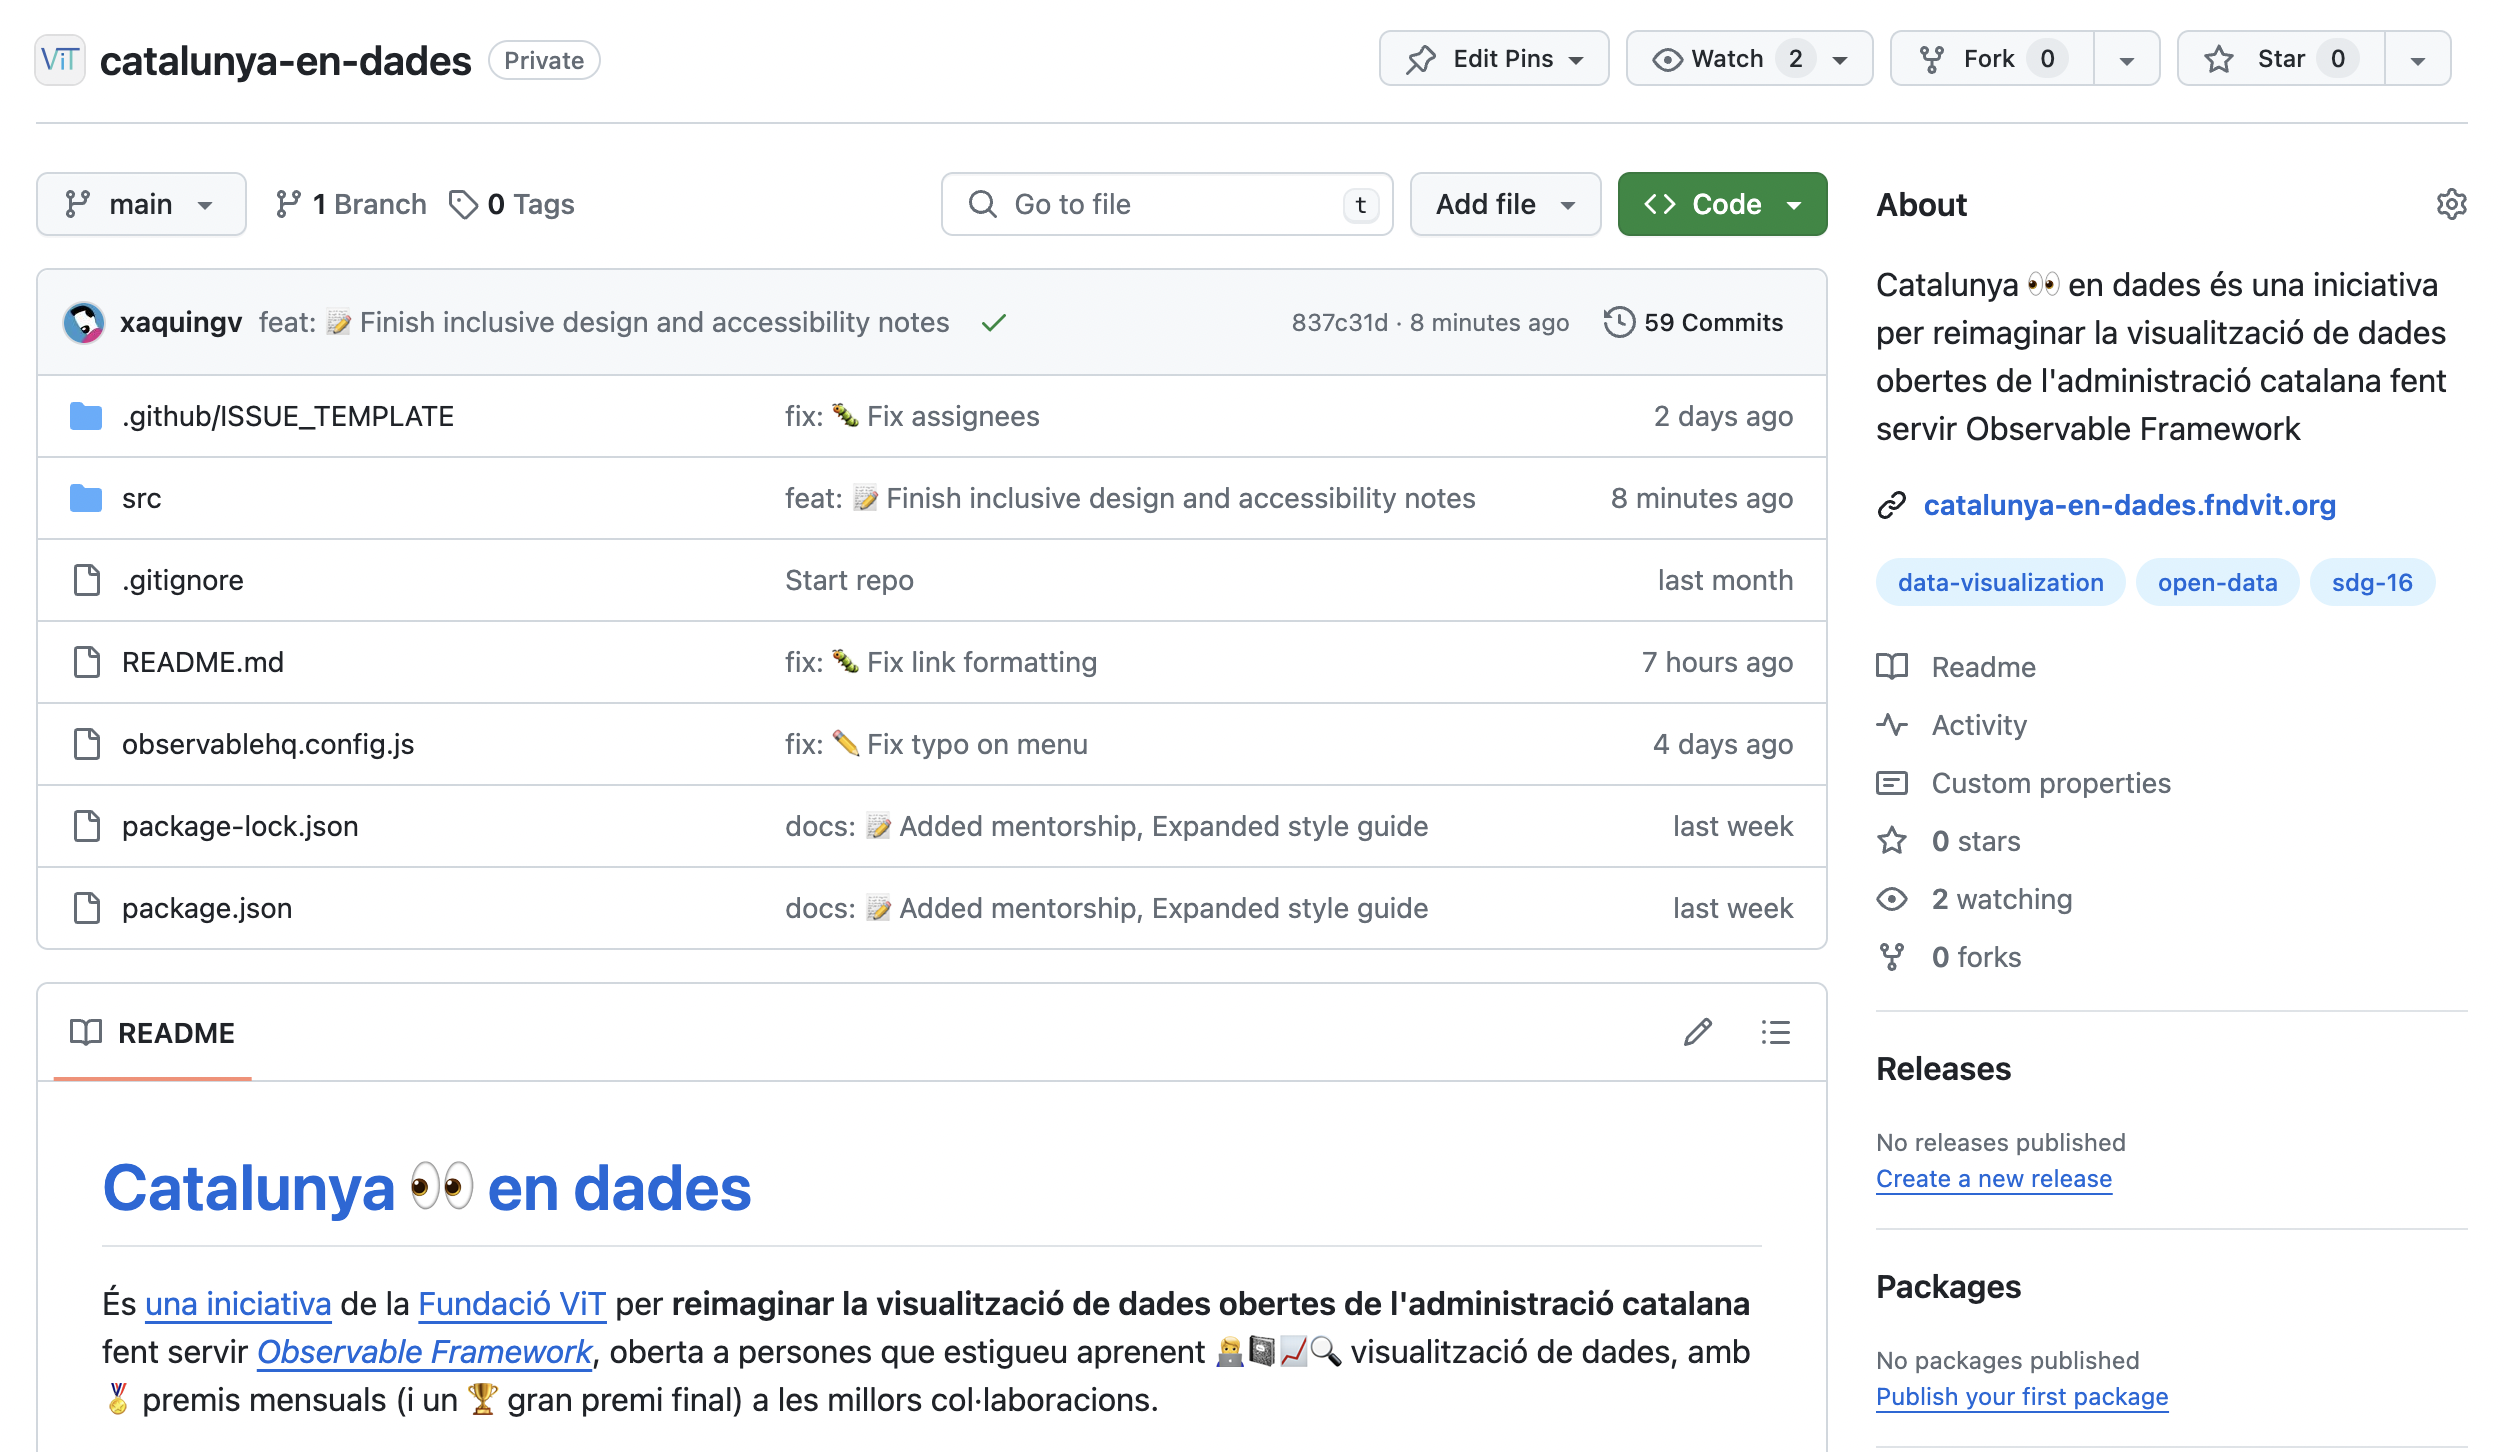 ViT catalunya-en-dades Private Edit Pins Watch 2 Fork 0 Star 0
main 1 Branch 0 Tags Go to file t Add file Code
xaquingv feat: 📝 Finish inclusive design and accessibility notes 837c31d · 8 minutes ago 59 Commits
.github/ISSUE_TEMPLATE fix: 🐛 Fix assignees 2 days ago
src feat: 📝 Finish inclusive design and accessibility notes 8 minutes ago
.gitignore Start repo last month
README.md fix: 🐛 Fix link formatting 7 hours ago
observablehq.config.js fix: ✏️ Fix typo on menu 4 days ago
package-lock.json docs: 📝 Added mentorship, Expanded style guide last week
package.json docs: 📝 Added mentorship, Expanded style guide last week
README
Catalunya 👀 en dades
És una iniciativa de la Fundació ViT per reimaginar la visualització de dades obertes de l'administració catalana
fent servir Observable Framework, oberta a persones que estigueu aprenent 🧑‍💻📓📈🔍 visualització de dades, amb
🏅 premis mensuals (i un 🏆 gran premi final) a les millors col·laboracions.
About
Catalunya 👀 en dades és una iniciativa
per reimaginar la visualització de dades
obertes de l'administració catalana fent
servir Observable Framework
catalunya-en-dades.fndvit.org
data-visualization open-data sdg-16
Readme
Activity
Custom properties
0 stars
2 watching
0 forks
Releases
No releases published
Create a new release
Packages
No packages published
Publish your first package